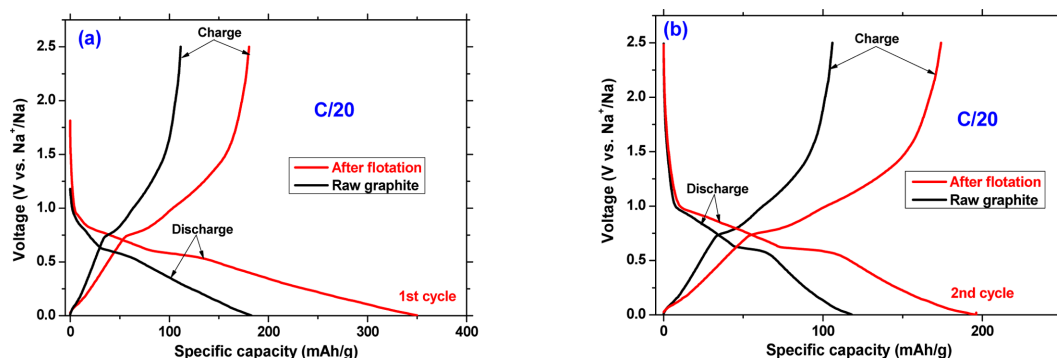 (a)
Charge
C/20
After flotation
Raw graphite
Discharge
1st cycle
2.5
2.0
1.5
1.0
0.5
0.0
Voltage (V vs. Na⁺/Na)
0 100 200 300 400
Specific capacity (mAh/g)
(b)
Charge
C/20
After flotation
Raw graphite
Discharge
2nd cycle
2.5
2.0
1.5
1.0
0.5
0.0
Voltage (V vs. Na⁺/Na)
0 100 200
Specific capacity (mAh/g)